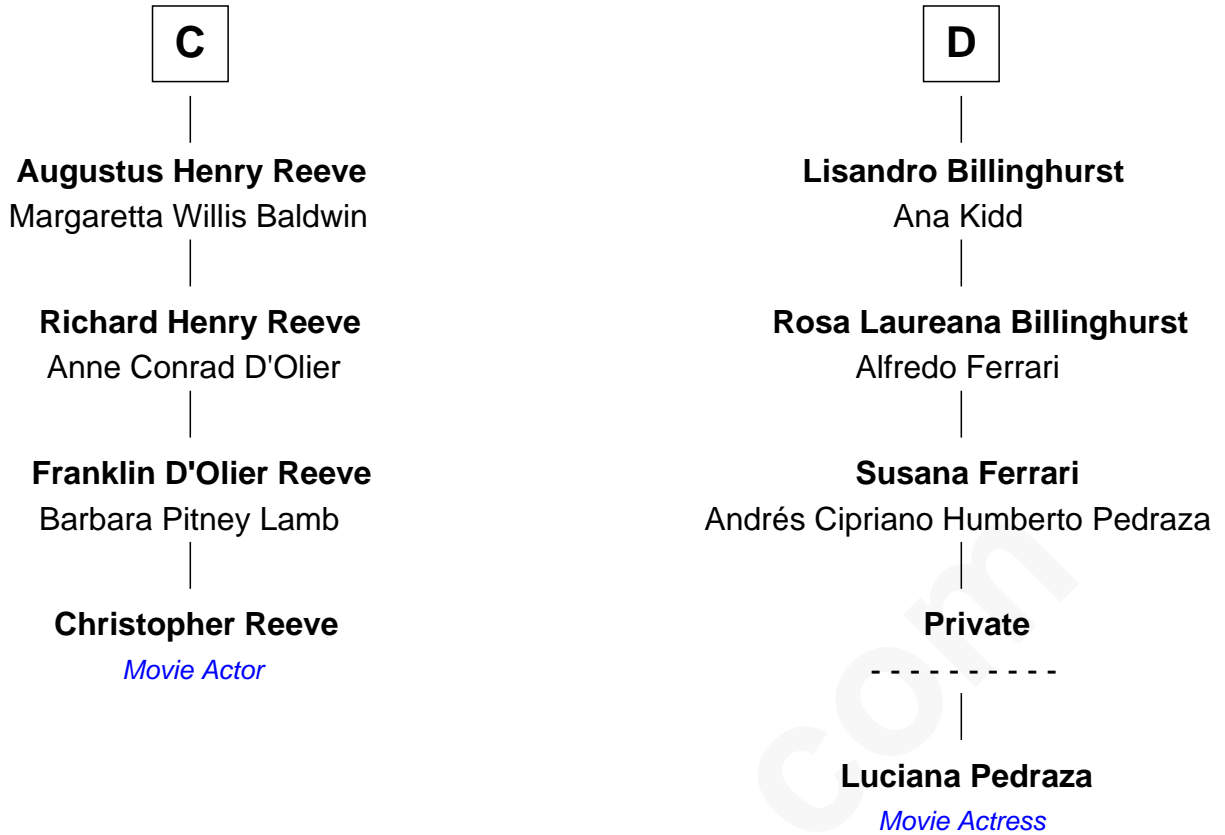 C
Augustus Henry Reeve
Margaretta Willis Baldwin
Richard Henry Reeve
Anne Conrad D'Olier
Franklin D'Olier Reeve
Barbara Pitney Lamb
Christopher Reeve
Movie Actor
D
Lisandro Billinghurst
Ana Kidd
Rosa Laureana Billinghurst
Alfredo Ferrari
Susana Ferrari
Andrés Cipriano Humberto Pedraza
Private
- - - - - - - - - -
Luciana Pedraza
Movie Actress
com